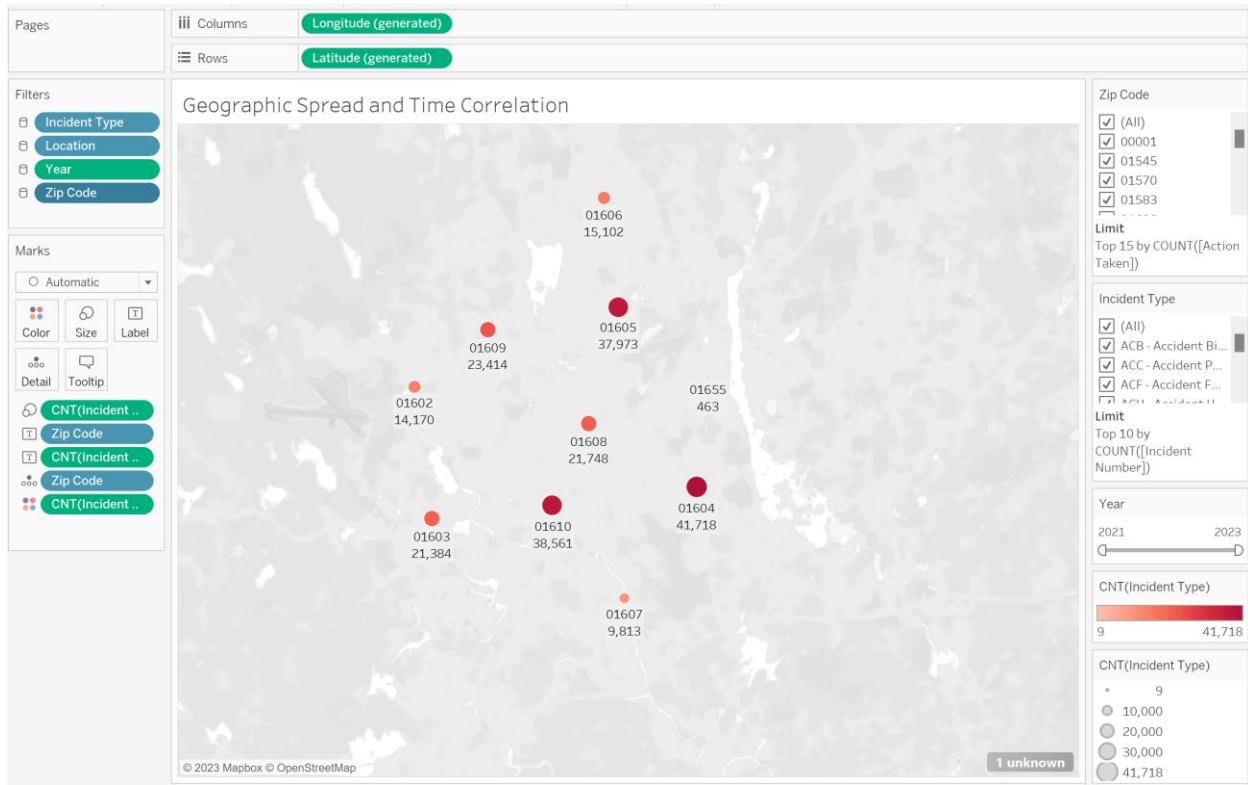 Pages
Columns
Longitude (generated)
Rows
Latitude (generated)
Filters
Incident Type
Location
Year
Zip Code
Marks
Automatic
Color
Size
Label
Detail
Tooltip
CNT(Incident ..
Zip Code
CNT(Incident ..
Zip Code
CNT(Incident ..
Geographic Spread and Time Correlation
01606
15,102
01605
37,973
01609
23,414
01655
463
01602
14,170
01608
21,748
01604
41,718
01610
38,561
01603
21,384
01607
9,813
© 2023 Mapbox © OpenStreetMap
1 unknown
Zip Code
(All)
00001
01545
01570
01583
Limit
Top 15 by COUNT([Action
Taken])
Incident Type
(All)
ACB - Accident Bi...
ACC - Accident P...
ACF - Accident F...
Limit
Top 10 by
COUNT([Incident
Number])
Year
2021
2023
CNT(Incident Type)
9
41,718
CNT(Incident Type)
9
10,000
20,000
30,000
41,718